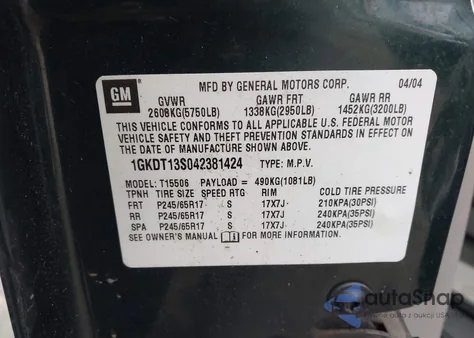 GM
MFD BY GENERAL MOTORS CORP. 04/04
GVWR GAWR FRT GAWR RR
2608KG(5750LB) 1338KG(2950LB) 1452KG(3200LB)
THIS VEHICLE CONFORMS TO ALL APPLICABLE U.S. FEDERAL MOTOR
VEHICLE SAFETY AND THEFT PREVENTION STANDARDS IN EFFECT ON
THE DATE OF MANUFACTURE SHOWN ABOVE.
1GKDT13S042381424 TYPE: M.P.V.
MODEL: T15506 PAYLOAD = 490KG(1081LB)
TPNH TIRE SIZE SPEED RTG RIM COLD TIRE PRESSURE
FRT P245/65R17 S 17X7J 210KPA(30PSI)
RR P245/65R17 S 17X7J 240KPA(35PSI)
SPA P245/65R17 S 17X7J 240KPA(35PSI)
SEE OWNER'S MANUAL FOR MORE INFORMATION.
autaSnap
Dane o aukcji USA